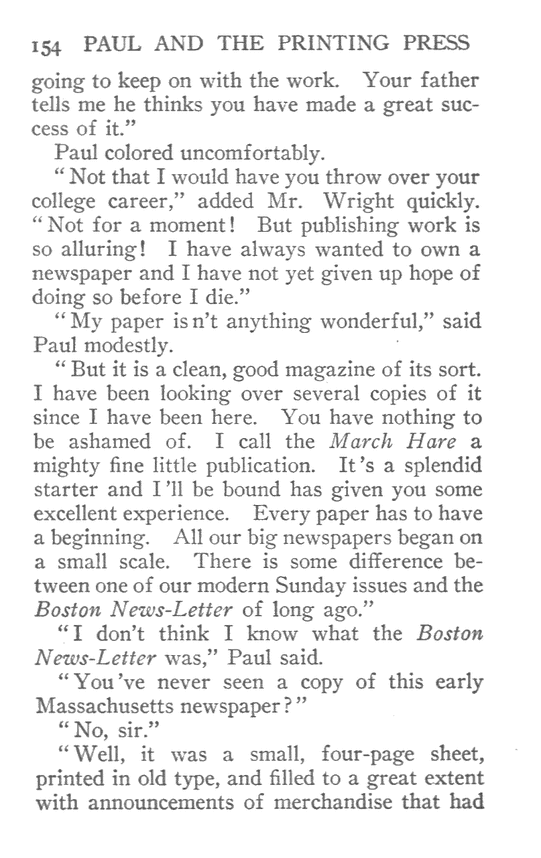 154 PAUL AND THE PRINTING PRESS
going to keep on with the work. Your father
tells me he thinks you have made a great suc-
cess of it.”
Paul colored uncomfortably.
“Not that I would have you throw over your
college career,” added Mr. Wright quickly.
“Not for a moment! But publishing work is
so alluring! I have always wanted to own a
newspaper and I have not yet given up hope of
doing so before I die.”
“My paper isn’t anything wonderful,” said
Paul modestly.
“But it is a clean, good magazine of its sort.
I have been looking over several copies of it
since I have been here. You have nothing to
be ashamed of. I call the March Hare a
mighty fine little publication. It’s a splendid
starter and I’ll be bound has given you some
excellent experience. Every paper has to have
a beginning. All our big newspapers began on
a small scale. There is some difference be-
tween one of our modern Sunday issues and the
Boston News-Letter of long ago.”
“I don’t think I know what the Boston
News-Letter was,” Paul said.
“You’ve never seen a copy of this early
Massachusetts newspaper?”
“No, sir.”
“Well, it was a small, four-page sheet,
printed in old type, and filled to a great extent
with announcements of merchandise that had